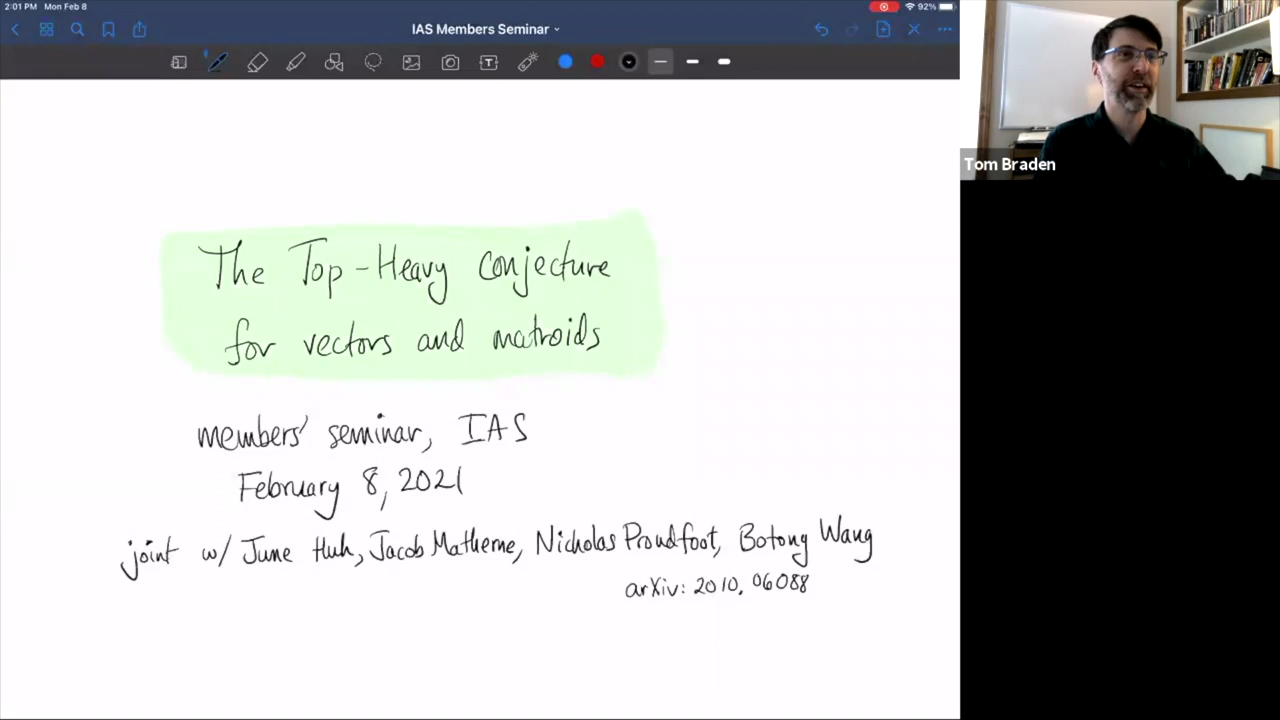 2:01 PM Mon Feb 8
92%
IAS Members Seminar
Tom Braden
The Top-Heavy conjecture
for vectors and matroids
members' seminar, IAS
February 8, 2021
joint w/ June Huh, Jacob Matherne, Nicholas Proudfoot, Botong Wang
arXiv: 2010.06088